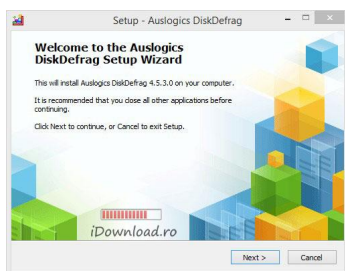 Setup - Auslogics DiskDefrag
Welcome to the Auslogics
DiskDefrag Setup Wizard
This will install Auslogics DiskDefrag 4.5.3.0 on your computer.
It is recommended that you close all other applications before
continuing.
Click Next to continue, or Cancel to exit Setup.
iDownload.ro
Next >
Cancel